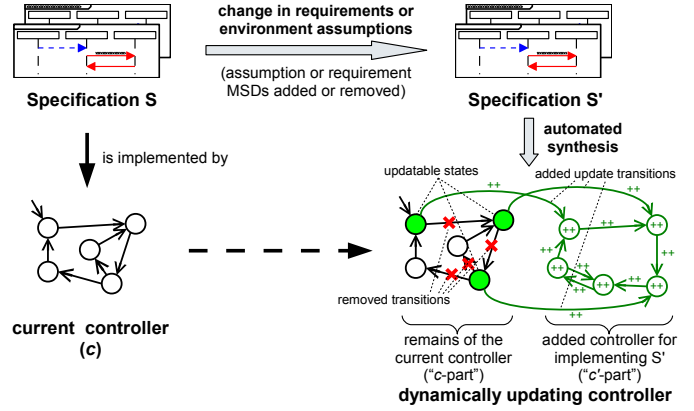 change in requirements or
environment assumptions
(assumption or requirement
MSDs added or removed)
Specification S
Specification S'
automated
synthesis
is implemented by
updatable states
added update transitions
++
++
++
++
++
++
++
++
++
++
++
++
++
++
removed transitions
current controller
(c)
remains of the
current controller
("c-part")
added controller for
implementing S'
("c'-part")
dynamically updating controller